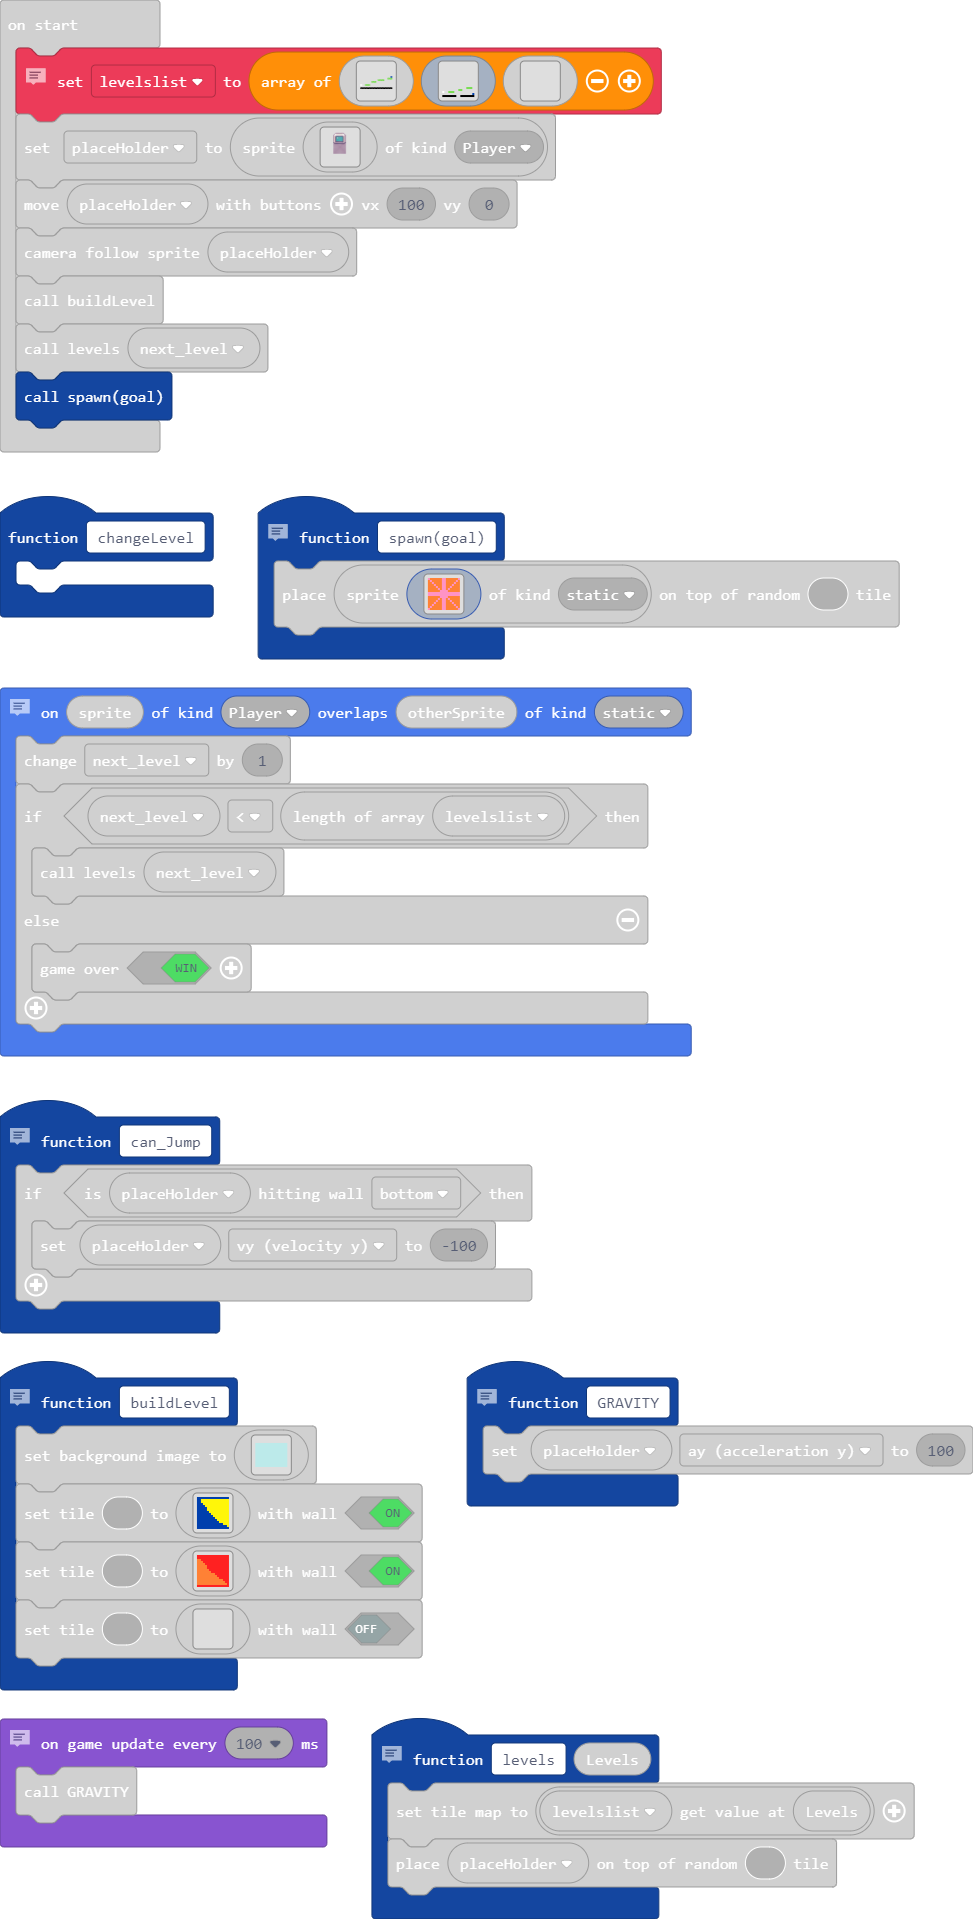 on start
set levelslist to array of
set placeHolder to sprite of kind Player
move placeHolder with buttons vx 100 vy 0
camera follow sprite placeHolder
call buildLevel
call levels next_level
call spawn(goal)
function changeLevel
function spawn(goal)
place sprite of kind static on top of random tile
on sprite of kind Player overlaps otherSprite of kind static
change next_level by 1
if next_level < length of array levelslist then
call levels next_level
else
game over WIN
function can_Jump
if is placeHolder hitting wall bottom then
set placeHolder vy (velocity y) to -100
function buildLevel
set background image to
set tile to with wall ON
set tile to with wall ON
set tile to with wall OFF
function GRAVITY
set placeHolder ay (acceleration y) to 100
on game update every 100 ms
call GRAVITY
function levels Levels
set tile map to levelslist get value at Levels
place placeHolder on top of random tile